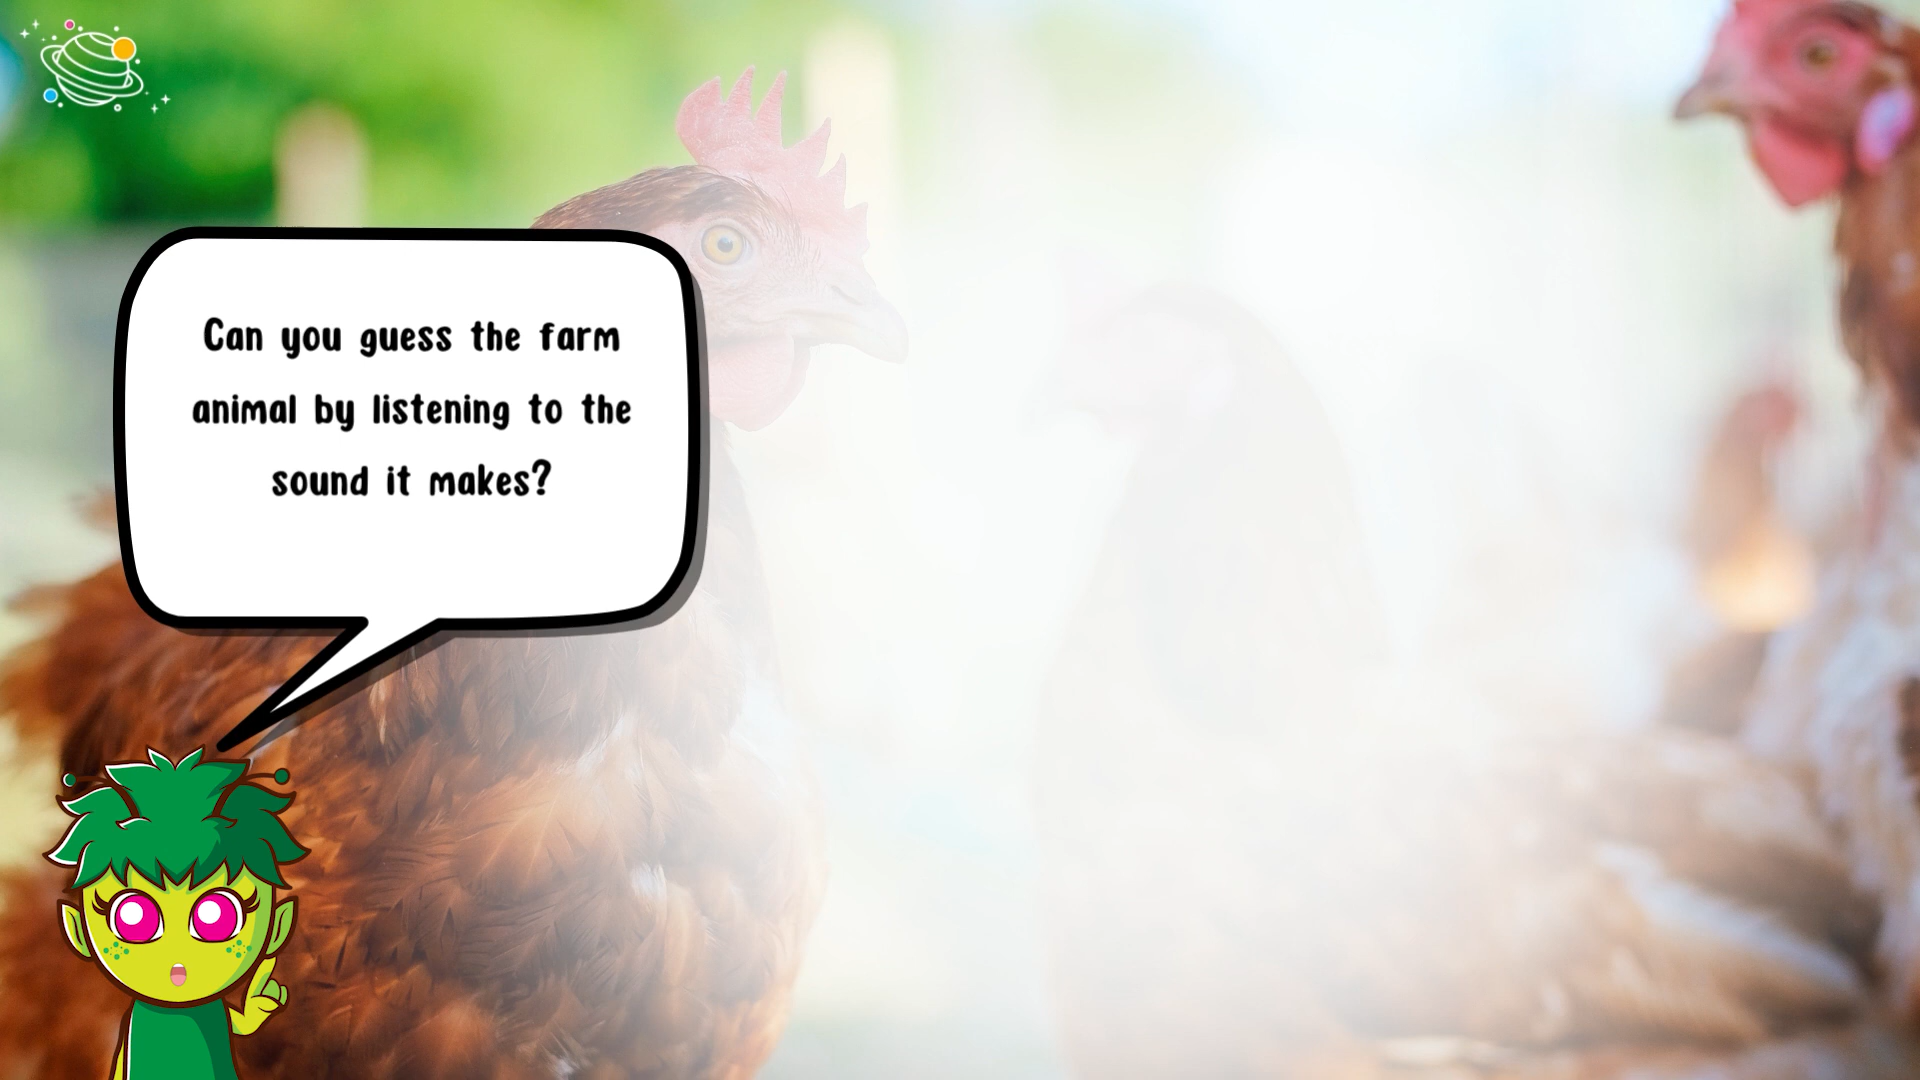 Can you guess the farm
animal by listening to the
sound it makes?